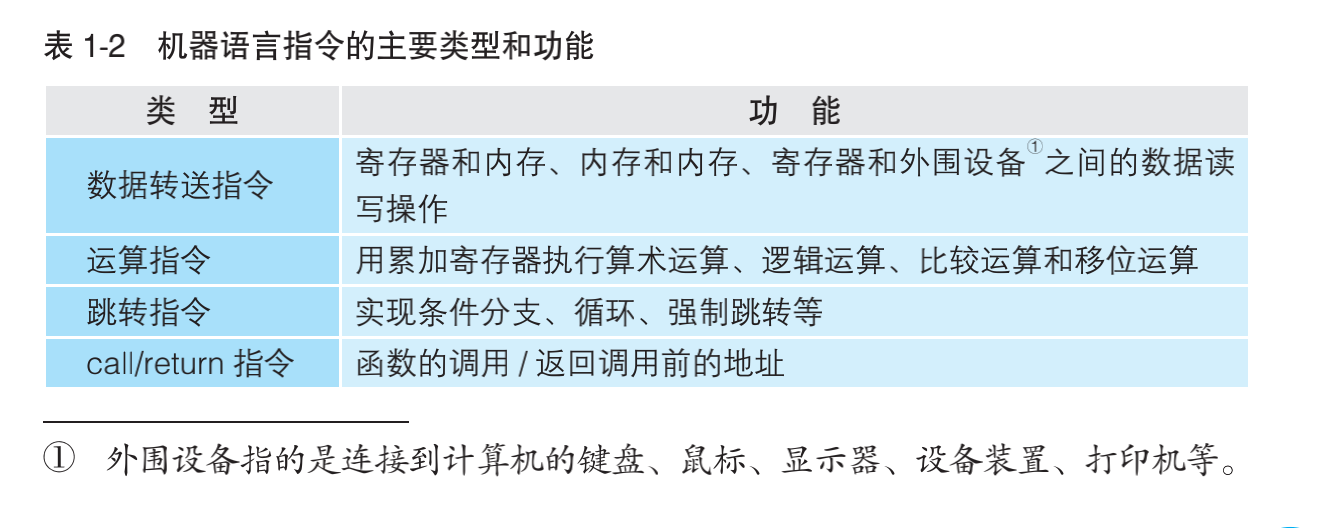 表 1-2 机器语言指令的主要类型和功能
类 型 功 能
数据转送指令 寄存器和内存、内存和内存、寄存器和外围设备①之间的数据读
写操作
运算指令 用累加寄存器执行算术运算、逻辑运算、比较运算和移位运算
跳转指令 实现条件分支、循环、强制跳转等
call/return 指令 函数的调用 / 返回调用前的地址
① 外围设备指的是连接到计算机的键盘、鼠标、显示器、设备装置、打印机等。